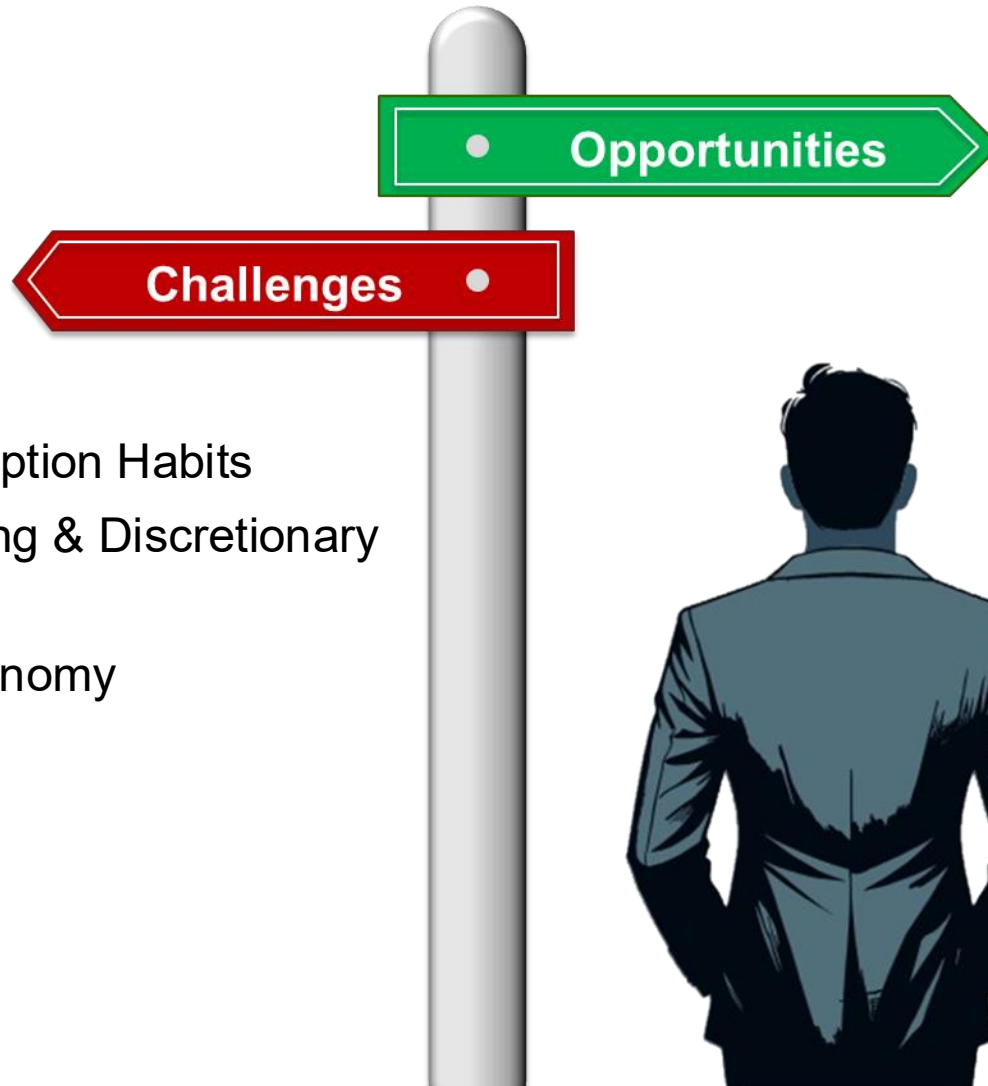 Opportunities
Challenges
ption Habits
ng & Discretionary
nomy